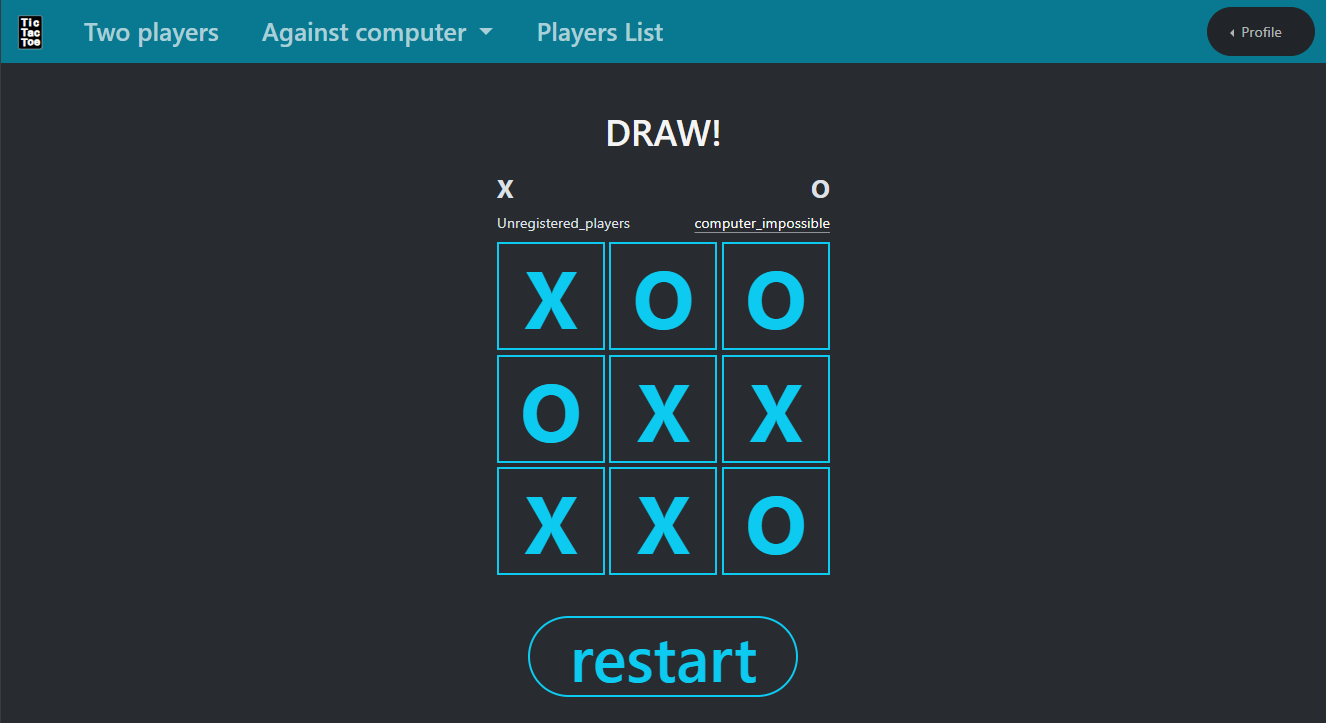 Tic
Tac
Toe
Two players
Against computer
Players List
Profile
DRAW!
X O
Unregistered_players computer_impossible
X O O
O X X
X X O
restart